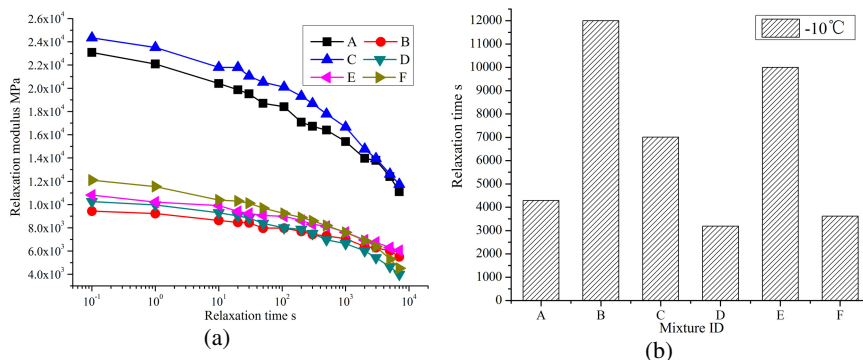 2.6x10⁴
2.4x10⁴
2.2x10⁴
2.0x10⁴
1.8x10⁴
1.6x10⁴
1.4x10⁴
1.2x10⁴
1.0x10⁴
8.0x10³
6.0x10³
4.0x10³
Relaxation modulus MPa
A B
C D
E F
10⁻¹ 10⁰ 10¹ 10² 10³ 10⁴
Relaxation time s
(a)
12000
11000
10000
9000
8000
7000
6000
5000
4000
3000
2000
1000
0
Relaxation time s
-10℃
A B C D E F
Mixture ID
(b)